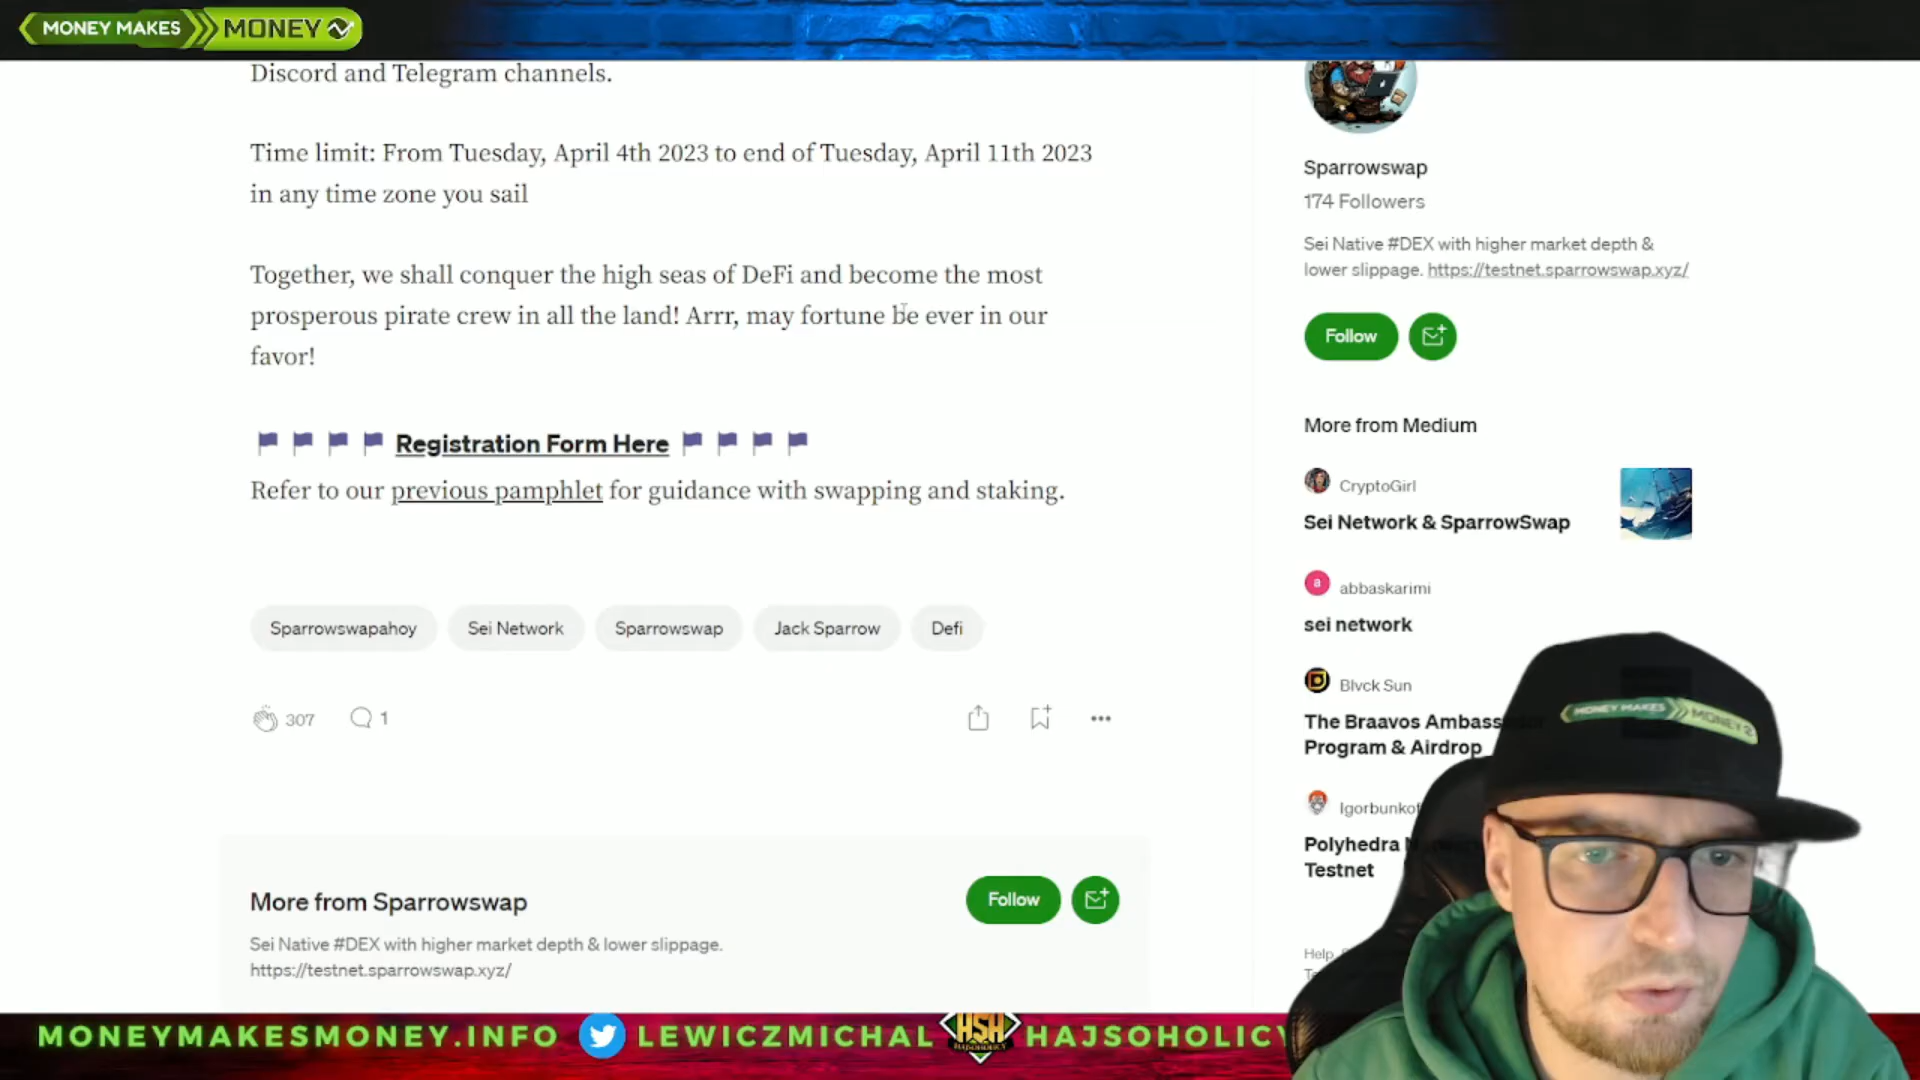 MONEY MAKES MONEY
Discord and Telegram channels.
Time limit: From Tuesday, April 4th 2023 to end of Tuesday, April 11th 2023
in any time zone you sail
Together, we shall conquer the high seas of DeFi and become the most
prosperous pirate crew in all the land! Arrr, may fortune be ever in our
favor!
Registration Form Here
Refer to our previous pamphlet for guidance with swapping and staking.
Sparrowswapahoy
Sei Network
Sparrowswap
Jack Sparrow
Defi
307
1
More from Sparrowswap
Follow
Sei Native #DEX with higher market depth & lower slippage.
https://testnet.sparrowswap.xyz/
Sparrowswap
174 Followers
Sei Native #DEX with higher market depth &
lower slippage. https://testnet.sparrowswap.xyz/
Follow
More from Medium
CryptoGirl
Sei Network & SparrowSwap
a
abbaskarimi
sei network
Blvck Sun
The Braavos
Program & Airdrop
Polyhedra
Testnet
Help
MONEY MAKES MONEY
MONEYMAKESMONEY.INFO
LEWICZMICHAL
HSH
HAJSOHOLICY